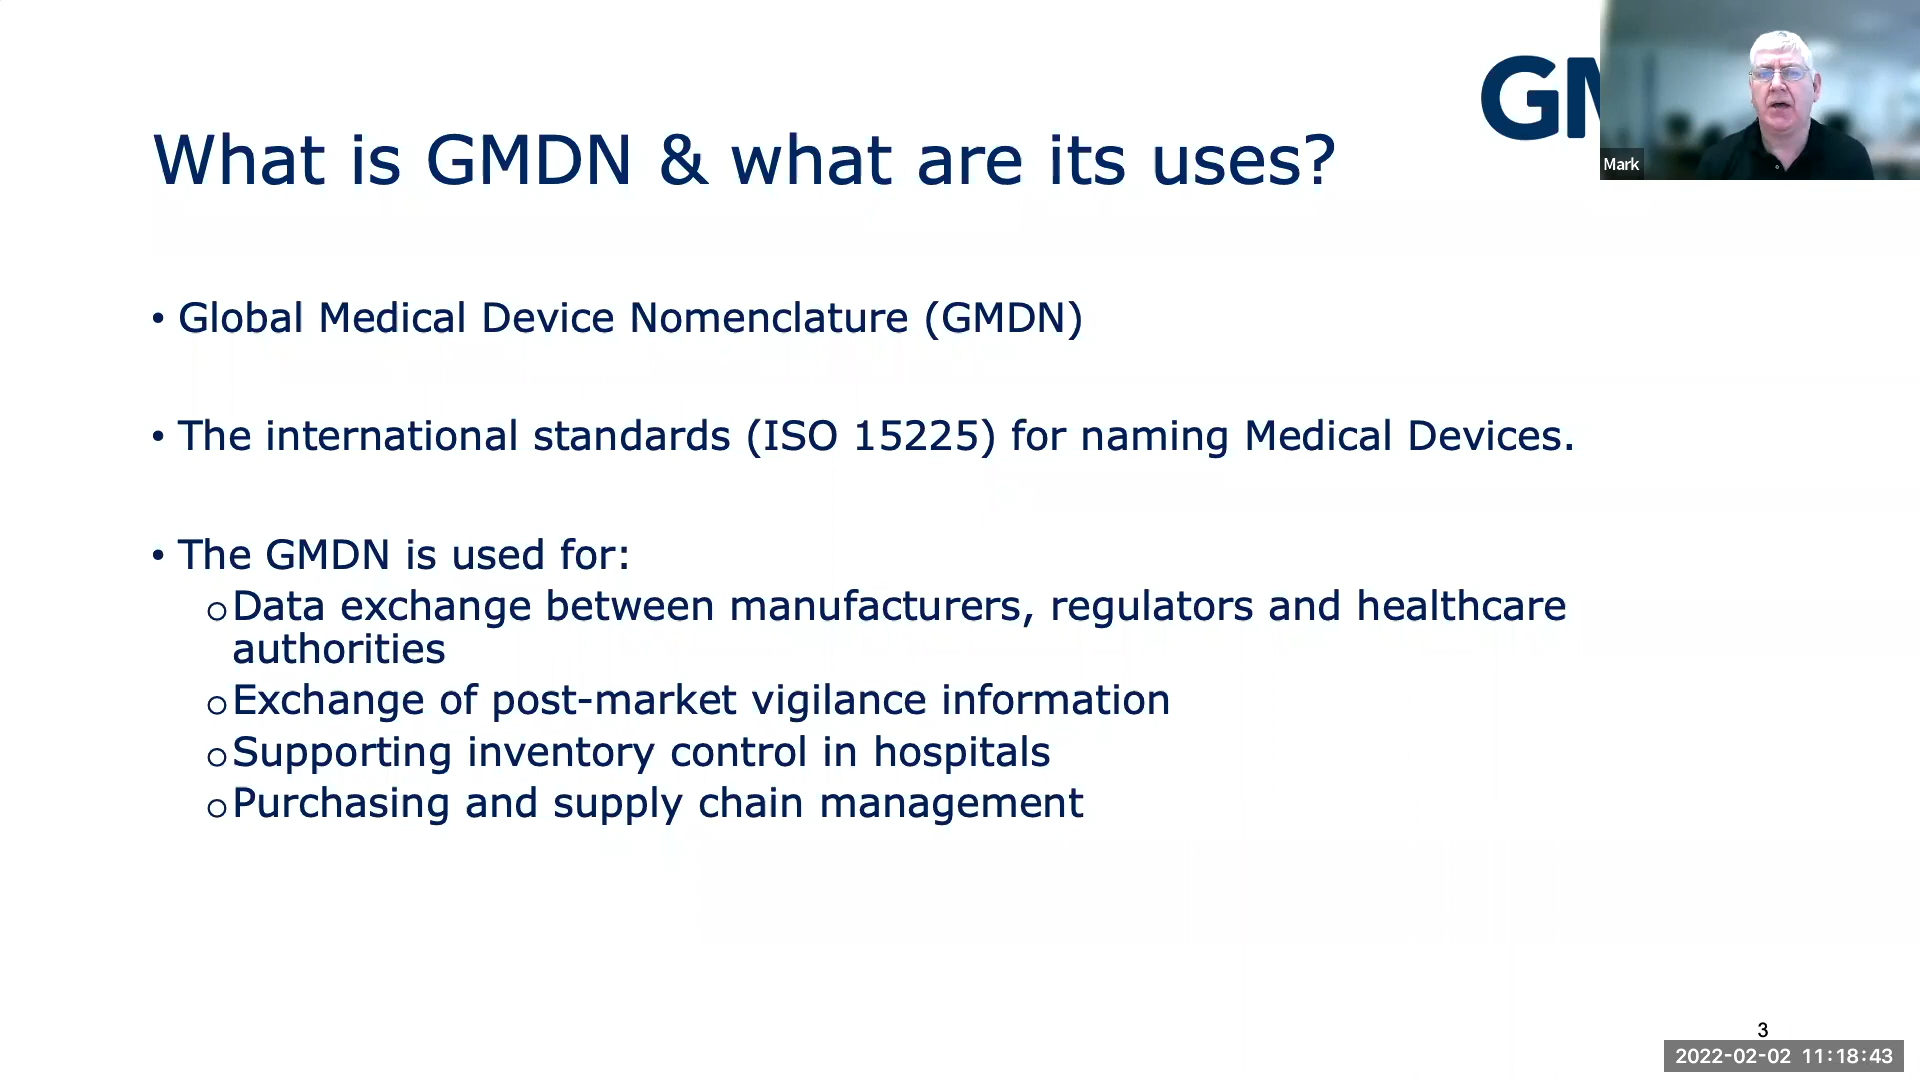 GM
Mark
What is GMDN & what are its uses?
• Global Medical Device Nomenclature (GMDN)
• The international standards (ISO 15225) for naming Medical Devices.
• The GMDN is used for:
○ Data exchange between manufacturers, regulators and healthcare
authorities
○ Exchange of post-market vigilance information
○ Supporting inventory control in hospitals
○ Purchasing and supply chain management
3
2022-02-02 11:18:43